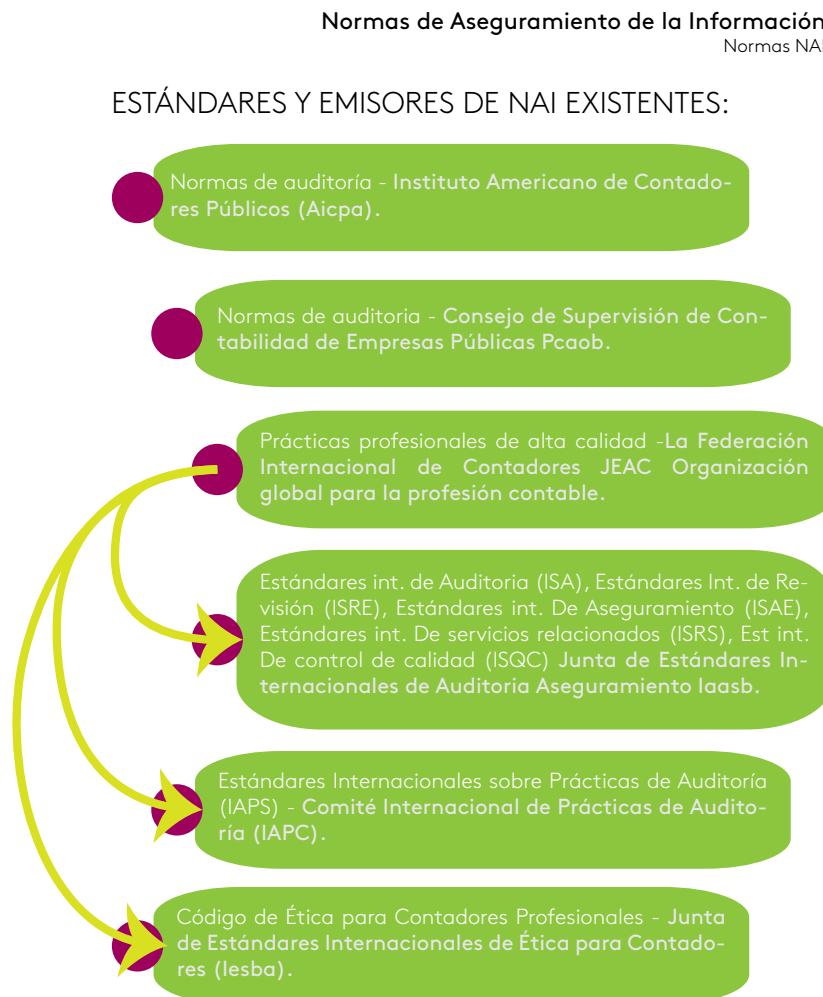 Normas de Aseguramiento de la Información
Normas NAI
ESTÁNDARES Y EMISORES DE NAI EXISTENTES:
Normas de auditoría - Instituto Americano de Contado-
res Públicos (Aicpa).
Normas de auditoria - Consejo de Supervisión de Con-
tabilidad de Empresas Públicas Pcaob.
Prácticas profesionales de alta calidad -La Federación
Internacional de Contadores JEAC Organización
global para la profesión contable.
Estándares int. de Auditoria (ISA), Estándares Int. de Re-
visión (ISRE), Estándares int. De Aseguramiento (ISAE),
Estándares int. De servicios relacionados (ISRS), Est int.
De control de calidad (ISQC) Junta de Estándares In-
ternacionales de Auditoria Aseguramiento Iaasb.
Estándares Internacionales sobre Prácticas de Auditoría
(IAPS) - Comité Internacional de Prácticas de Audito-
ría (IAPC).
Código de Ética para Contadores Profesionales - Junta
de Estándares Internacionales de Ética para Contado-
res (Iesba).